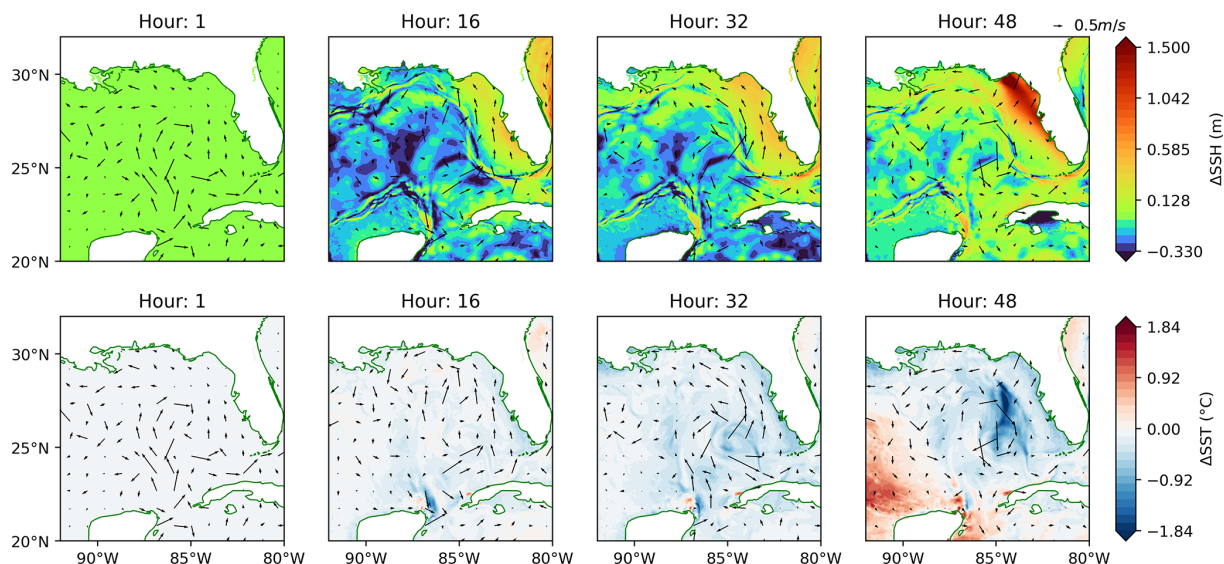 Hour: 1
Hour: 16
Hour: 32
Hour: 48
0.5m/s
30°N
25°N
20°N
1.500
1.042
0.585
0.128
−0.330
ΔSSH (m)
Hour: 1
Hour: 16
Hour: 32
Hour: 48
30°N
25°N
20°N
90°W
85°W
80°W
90°W
85°W
80°W
90°W
85°W
80°W
90°W
85°W
80°W
1.84
0.92
0.00
−0.92
−1.84
ΔSST (°C)